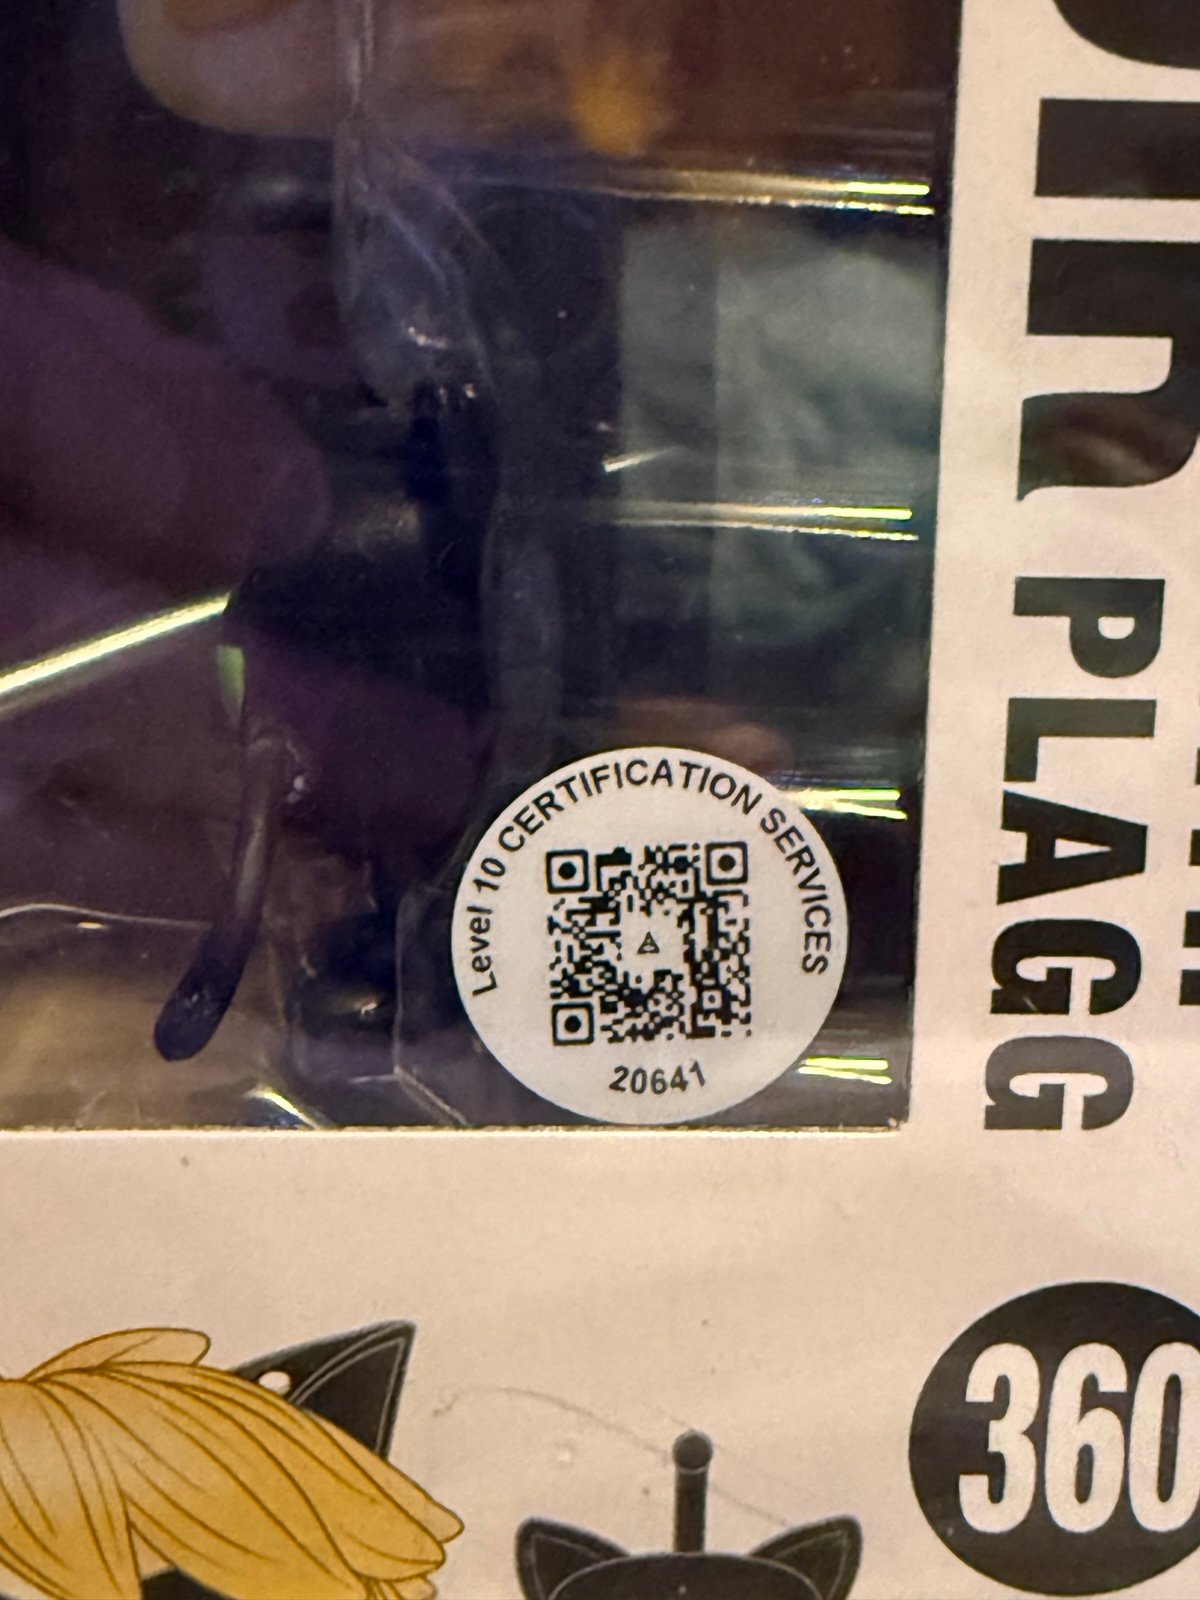 PLAGG
Level 10 CERTIFICATION SERVICES
20641
360